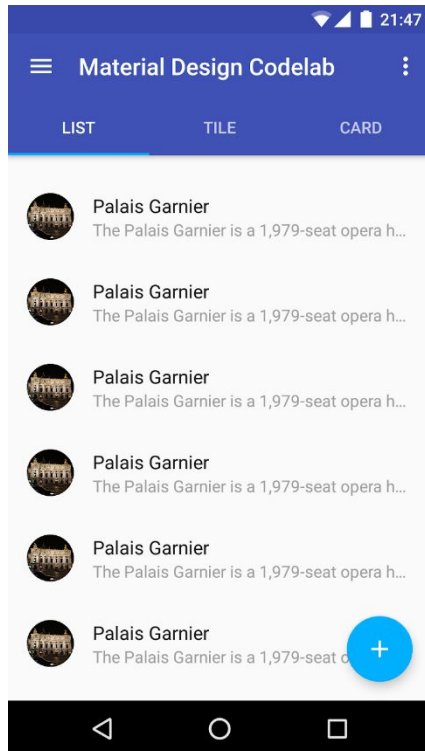 21:47
Material Design Codelab
LIST TILE CARD
Palais Garnier
The Palais Garnier is a 1,979-seat opera h...
Palais Garnier
The Palais Garnier is a 1,979-seat opera h...
Palais Garnier
The Palais Garnier is a 1,979-seat opera h...
Palais Garnier
The Palais Garnier is a 1,979-seat opera h...
Palais Garnier
The Palais Garnier is a 1,979-seat opera h...
Palais Garnier
The Palais Garnier is a 1,979-seat